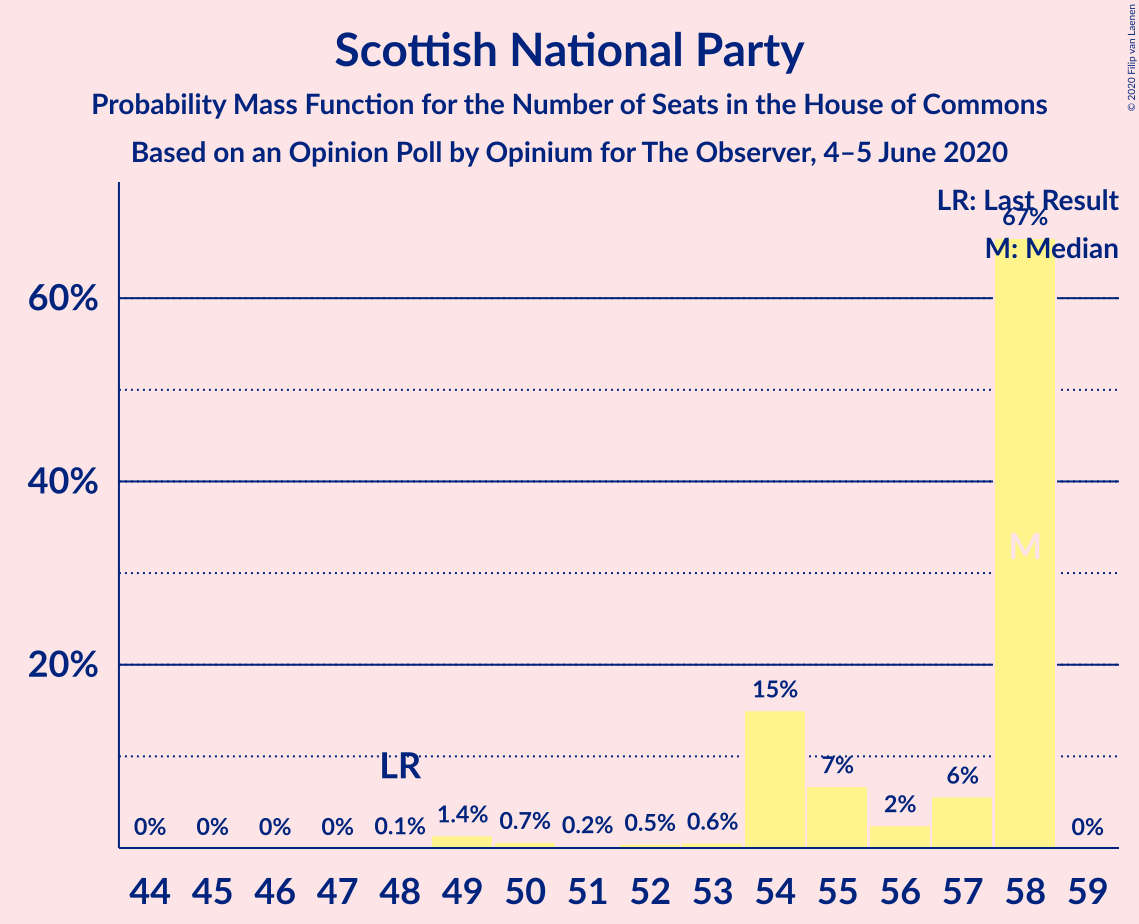 Scottish National Party
Probability Mass Function for the Number of Seats in the House of Commons
Based on an Opinion Poll by Opinium for The Observer, 4–5 June 2020
© 2020 Filip van Laenen
LR: Last Result
67%
M: Median
60%
40%
M
20%
15%
LR
7%
6%
2%
0% 0% 0% 0% 0.1% 1.4% 0.7% 0.2% 0.5% 0.6% 0%
44 45 46 47 48 49 50 51 52 53 54 55 56 57 58 59